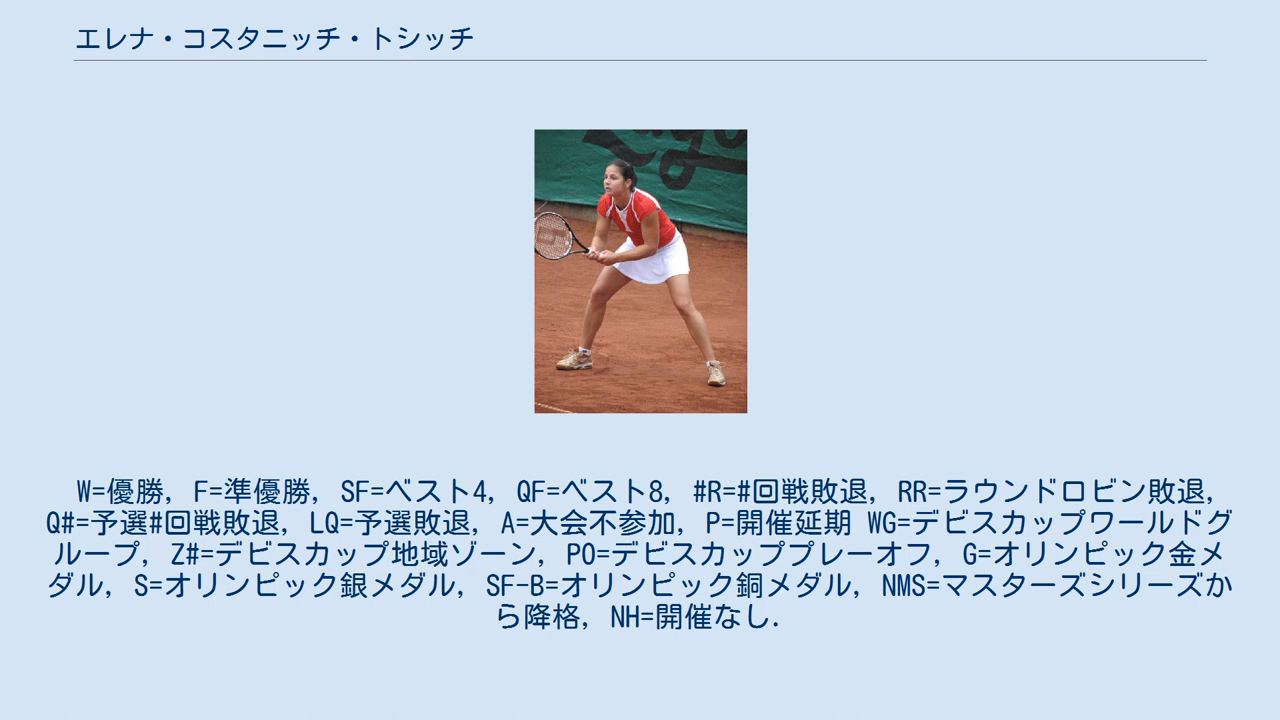 エレナ・コスタニッチ・トシッチ
W=優勝, F=準優勝, SF=ベスト4, QF=ベスト8, #R=#回戦敗退, RR=ラウンドロビン敗退,
Q#=予選#回戦敗退, LQ=予選敗退, A=大会不参加, P=開催延期 WG=デビスカップワールドグ
ループ, Z#=デビスカップ地域ゾーン, PO=デビスカッププレーオフ, G=オリンピック金メ
ダル, S=オリンピック銀メダル, SF-B=オリンピック銅メダル, NMS=マスターズシリーズか
ら降格, NH=開催なし.